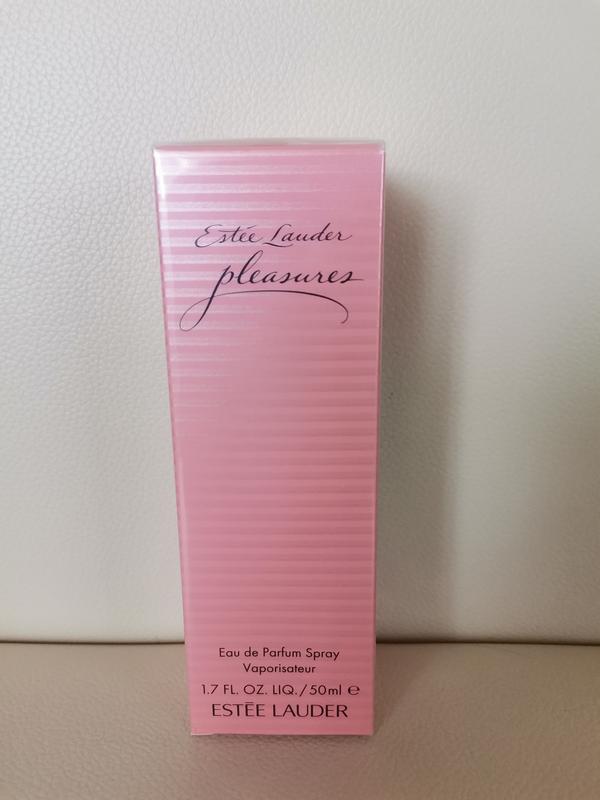 Estée Lauder
pleasures
Eau de Parfum Spray
Vaporisateur
1.7 FL. OZ. LIQ./50ml ℮
ESTĒE LAUDER